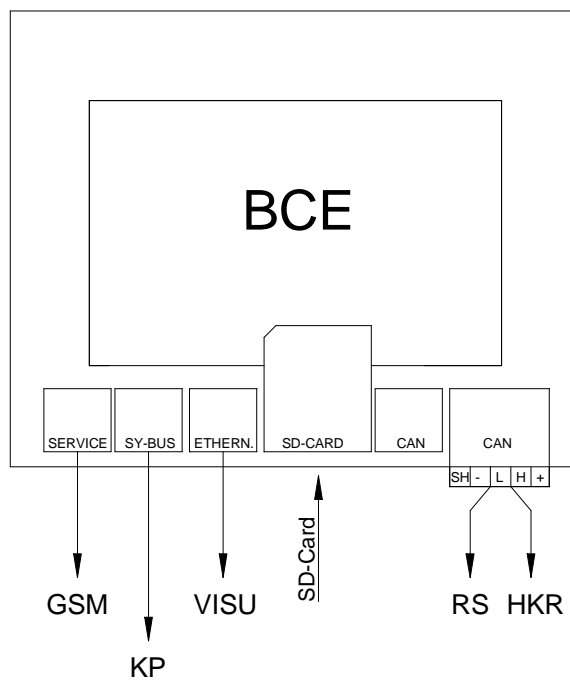 BCE
SERVICE SY-BUS ETHERN. SD-CARD CAN CAN
SH - L H +
SD-Card
GSM VISU RS HKR
KP